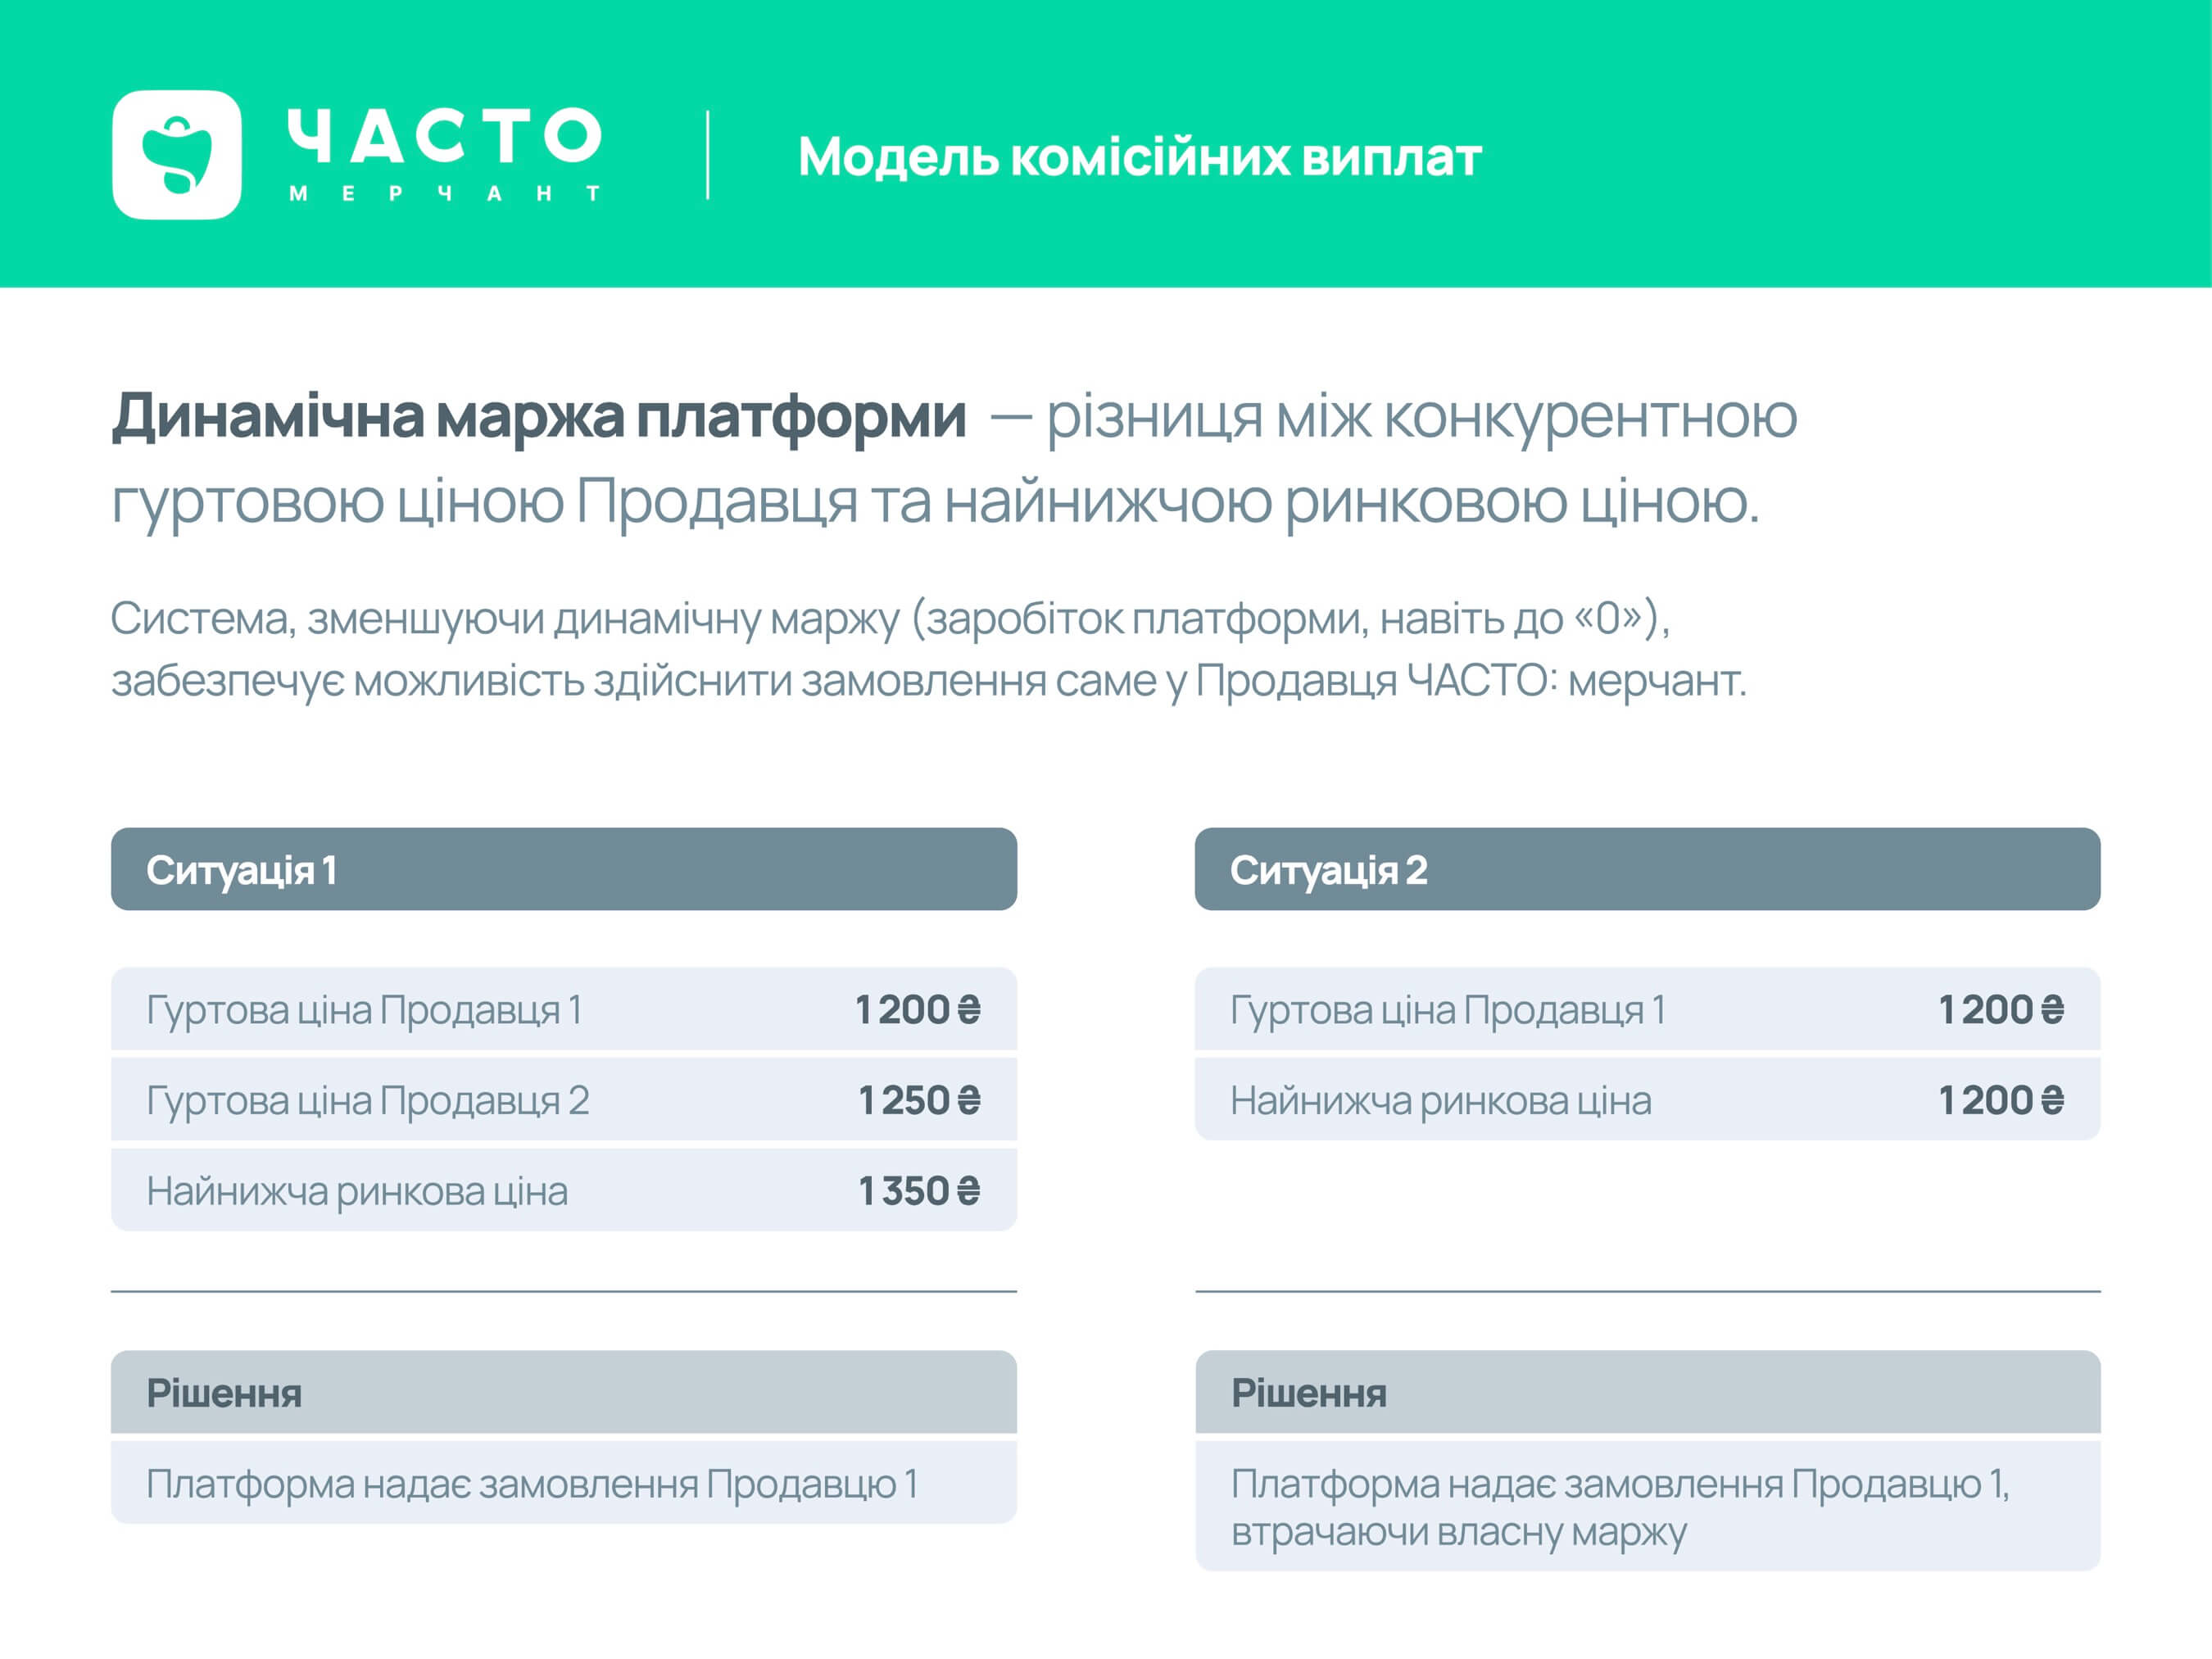 ЧАСТО
МЕРЧАНТ
Модель комісійних виплат
Динамічна маржа платформи — різниця між конкурентною
гуртовою ціною Продавця та найнижчою ринковою ціною.
Система, зменшуючи динамічну маржу (заробіток платформи, навіть до «0»),
забезпечує можливість здійснити замовлення саме у Продавця ЧАСТО: мерчант.
Ситуація 1
Гуртова ціна Продавця 1 1 200 ₴
Гуртова ціна Продавця 2 1 250 ₴
Найнижча ринкова ціна 1 350 ₴
Рішення
Платформа надає замовлення Продавцю 1
Ситуація 2
Гуртова ціна Продавця 1 1 200 ₴
Найнижча ринкова ціна 1 200 ₴
Рішення
Платформа надає замовлення Продавцю 1,
втрачаючи власну маржу